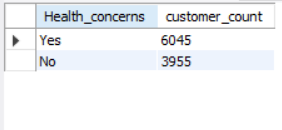 Health_concerns customer_count
Yes 6045
No 3955